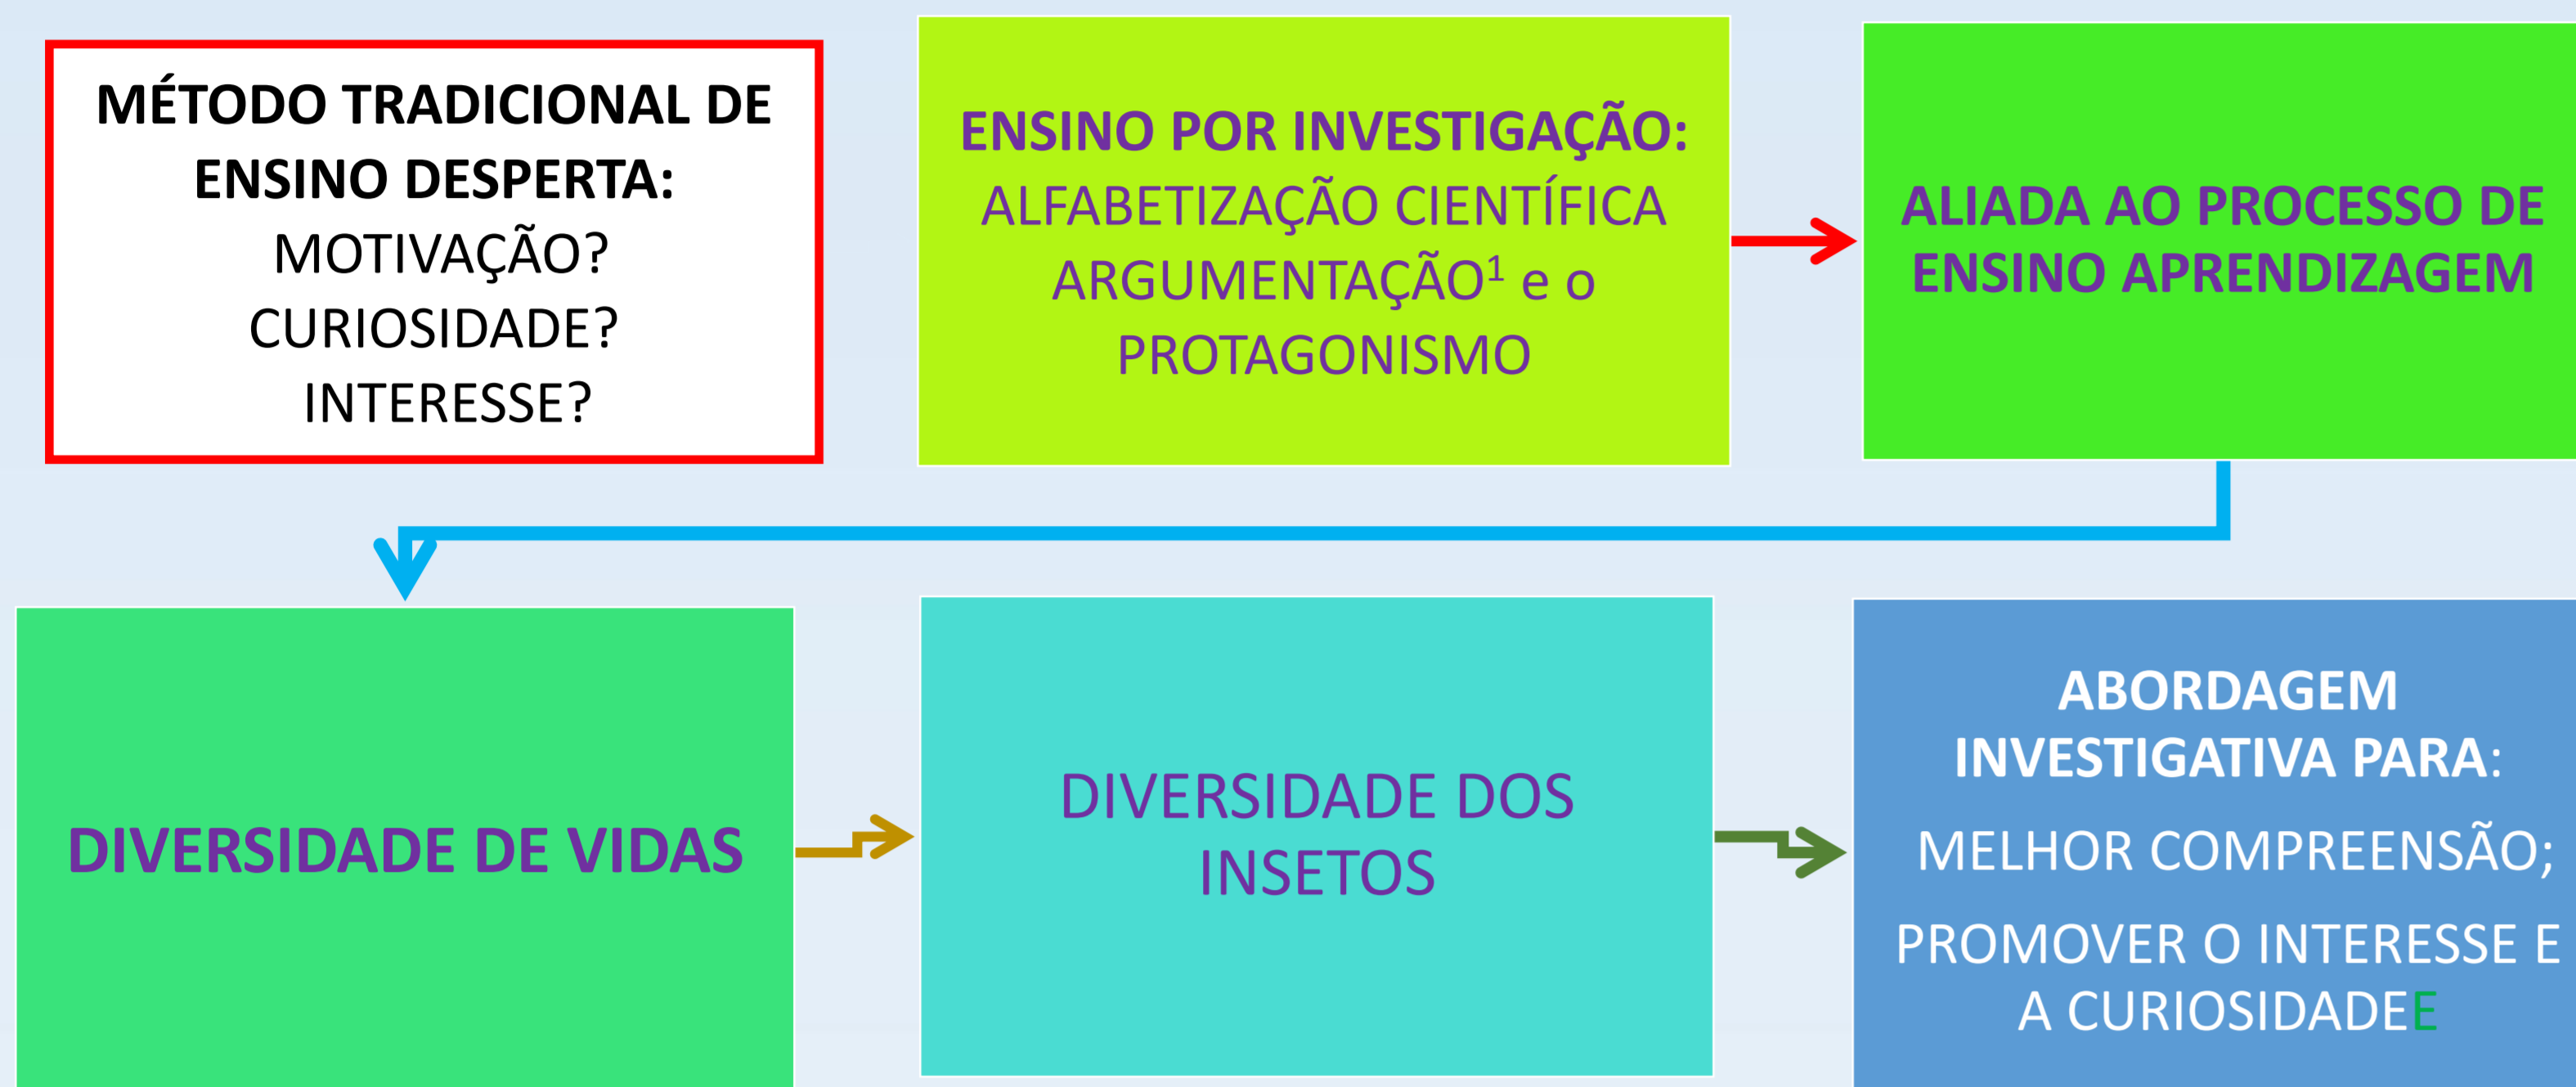 MÉTODO TRADICIONAL DE
ENSINO DESPERTA:
MOTIVAÇÃO?
CURIOSIDADE?
INTERESSE?
ENSINO POR INVESTIGAÇÃO:
ALFABETIZAÇÃO CIENTÍFICA
ARGUMENTAÇÃO¹ e o
PROTAGONISMO
ALIADA AO PROCESSO DE
ENSINO APRENDIZAGEM
DIVERSIDADE DE VIDAS
DIVERSIDADE DOS
INSETOS
ABORDAGEM
INVESTIGATIVA PARA:
MELHOR COMPREENSÃO;
PROMOVER O INTERESSE E
A CURIOSIDADEE